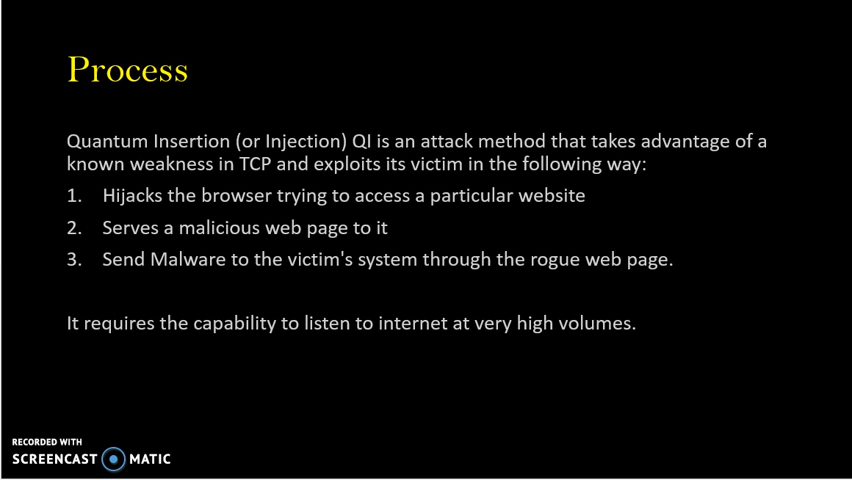 Process
Quantum Insertion (or Injection) QI is an attack method that takes advantage of a
known weakness in TCP and exploits its victim in the following way:
1. Hijacks the browser trying to access a particular website
2. Serves a malicious web page to it
3. Send Malware to the victim's system through the rogue web page.
It requires the capability to listen to internet at very high volumes.
RECORDED WITH
SCREENCAST MATIC